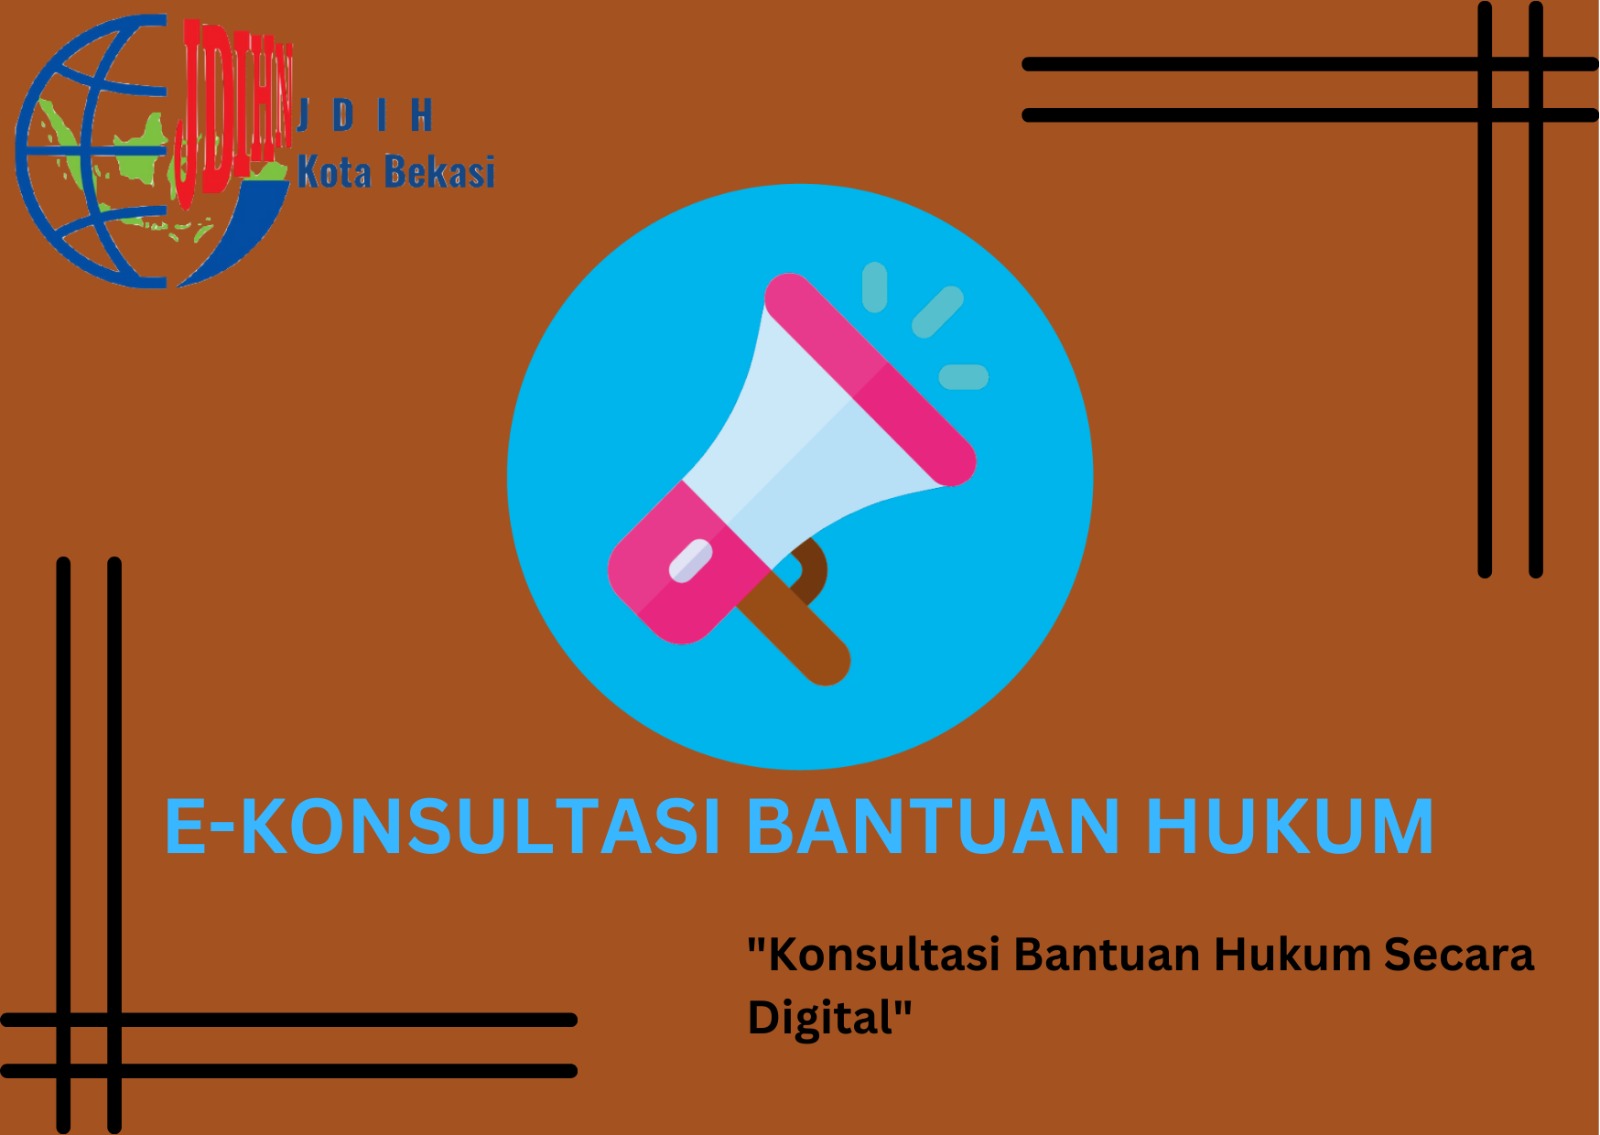 JDIHN
J D I H
Kota Bekasi
E-KONSULTASI BANTUAN HUKUM
"Konsultasi Bantuan Hukum Secara
Digital"